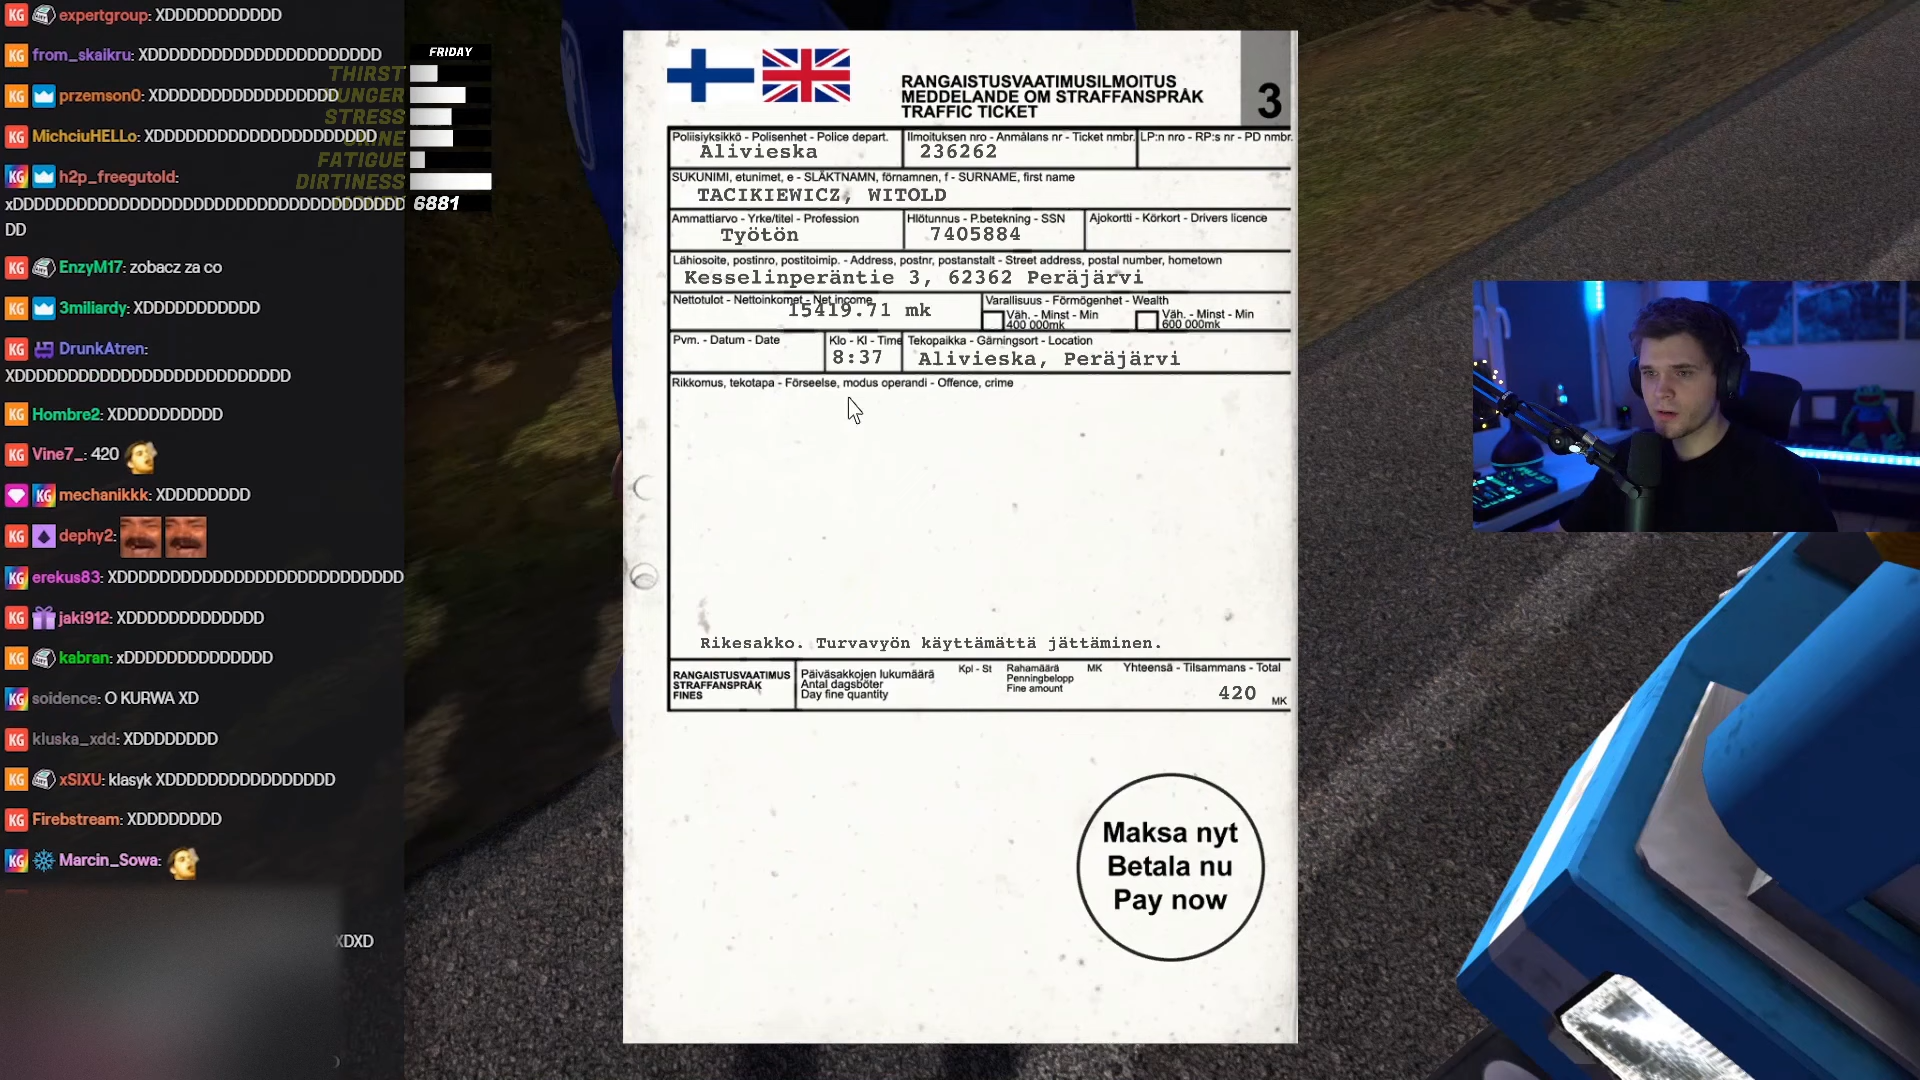 expertgroup: XDDDDDDDDDDDD
from_skaikru: XDDDDDDDDDDDDDDDDDDDDDDD
przemson0: XDDDDDDDDDDDDDDDDDD
MichciuHELLo: XDDDDDDDDDDDDDDDDDDDDDD
h2p_freegutold:
xDDDDDDDDDDDDDDDDDDDDDDDDDDDDDDDDDDDDD
DD
EnzyM17: zobacz za co
3miliardy: XDDDDDDDDDDD
DrunkAtren:
XDDDDDDDDDDDDDDDDDDDDDDDDDD
Hombre2: XDDDDDDDDDD
Vine7_: 420
mechanikkk: XDDDDDDDD
dephy2:
erekus83: XDDDDDDDDDDDDDDDDDDDDDDDDDDD
jaki912: XDDDDDDDDDDDDD
kabran: xDDDDDDDDDDDDDD
soidence: O KURWA XD
kluska_xdd: XDDDDDDDD
xSIXU: klasyk XDDDDDDDDDDDDDDDD
Firebstream: XDDDDDDDD
Marcin_Sowa:
XDXD
FRIDAY
THIRST
HUNGER
STRESS
URINE
FATIGUE
DIRTINESS
6881
RANGAISTUSVAATIMUSILMOITUS
MEDDELANDE OM STRAFFANSPRÅK
TRAFFIC TICKET
3
Poliisiyksikkö - Polisenhet - Police depart.
Alivieska
Ilmoituksen nro - Anmälans nr - Ticket nmbr.
236262
LP:n nro - RP:s nr - PD nmbr.
SUKUNIMI, etunimet, e - SLÄKTNAMN, förnamnen, f - SURNAME, first name
TACIKIEWICZ, WITOLD
Ammattiarvo - Yrke/titel - Profession
Työtön
Hlötunnus - P.betekning - SSN
7405884
Ajokortti - Körkort - Drivers licence
Lähiosoite, postinro, postitoimip. - Address, postnr, postanstalt - Street address, postal number, hometown
Kesselinperäntie 3, 62362 Peräjärvi
Nettotulot - Nettoinkomet - Net income
15419.71 mk
Varallisuus - Förmögenhet - Wealth
Väh. - Minst - Min
400 000mk
Väh. - Minst - Min
600 000mk
Pvm. - Datum - Date
Klo - Kl - Time
8:37
Tekopaikka - Gärningsort - Location
Alivieska, Peräjärvi
Rikkomus, tekotapa - Förseelse, modus operandi - Offence, crime
Rikesakko. Turvavyön käyttämättä jättäminen.
RANGAISTUSVAATIMUS
STRAFFANSPRÅK
FINES
Päiväsakkojen lukumäärä
Antal dagsböter
Day fine quantity
Kpl - St
Rahamäärä
Penningbelopp
Fine amount
MK
Yhteensä - Tilsammans - Total
420
MK
Maksa nyt
Betala nu
Pay now